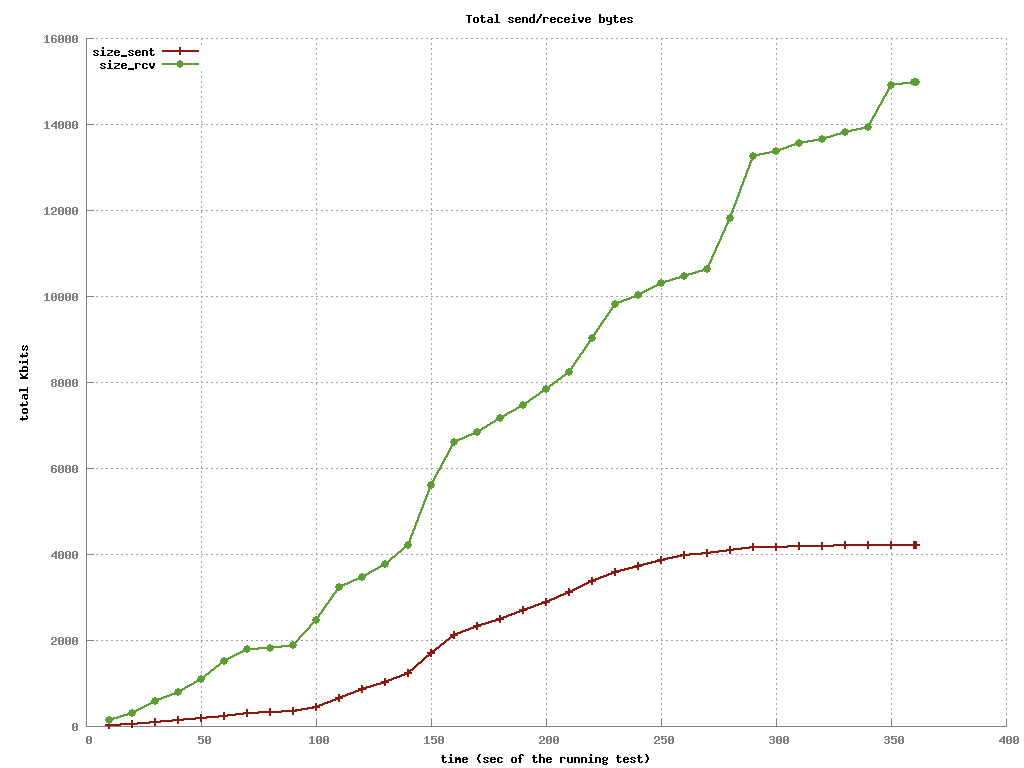 Total send/receive bytes
size_sent
size_rcv
16000
14000
12000
10000
8000
6000
4000
2000
0
total Kbits
0 50 100 150 200 250 300 350 400
time (sec of the running test)